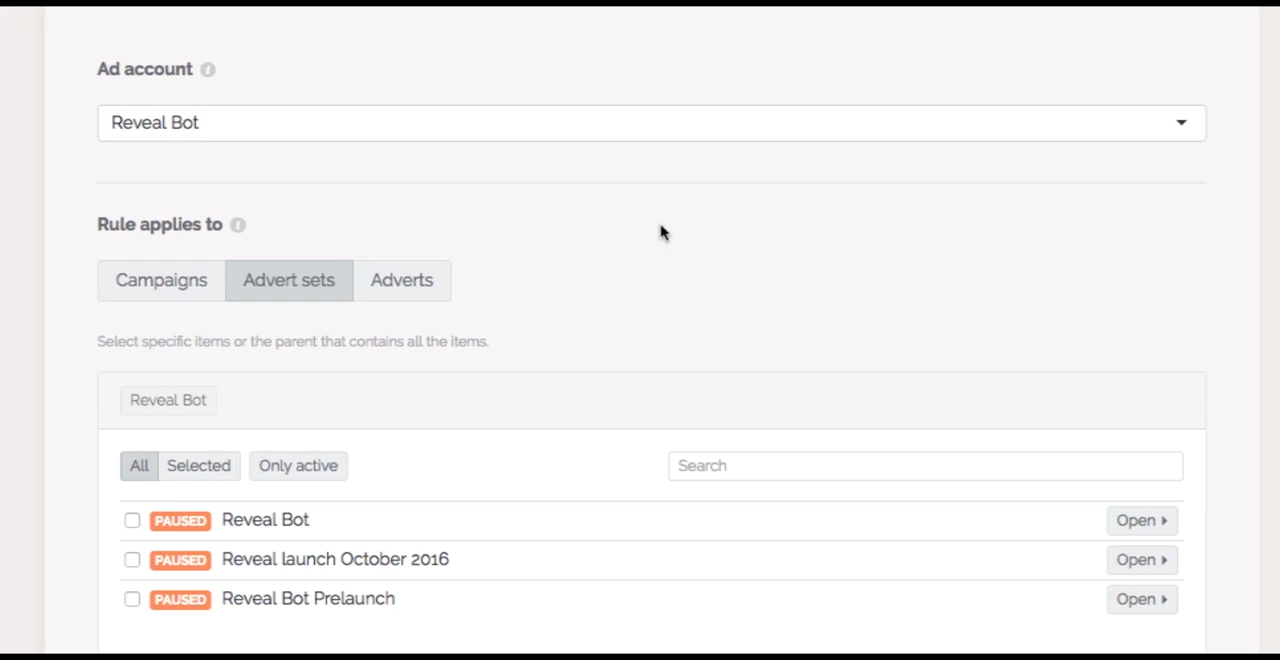 Ad account
Reveal Bot
Rule applies to
Campaigns Advert sets Adverts
Select specific items or the parent that contains all the items.
Reveal Bot
All Selected Only active Search
PAUSED Reveal Bot Open
PAUSED Reveal launch October 2016 Open
PAUSED Reveal Bot Prelaunch Open